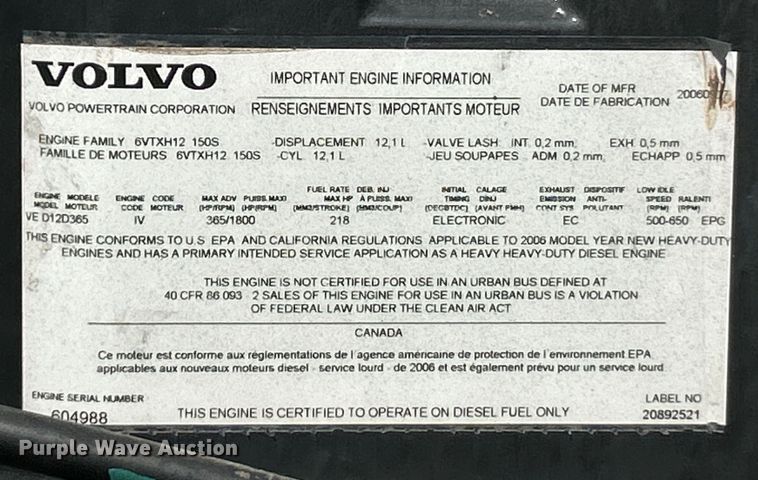 VOLVO
IMPORTANT ENGINE INFORMATION
DATE OF MFR
VOLVO POWERTRAIN CORPORATION
RENSEIGNEMENTS IMPORTANTS MOTEUR
DATE DE FABRICATION
ENGINE FAMILY 6VTXH12 150S -DISPLACEMENT 12,1 L -VALVE LASH: INT. 0,2 mm, EXH 0,5 mm
FAMILLE DE MOTEURS 6VTXH12 150S -CYL 12,1 L -JEU SOUPAPES ADM 0,2 mm, ECHAPP 0,5 mm
ENGINE MODELE ENGINE CODE MAX ADV PUISS.MAXI FUEL RATE DEB. INJ INITIAL CALAGE EXHAUST DISPOSITIF LOW IDLE
MODEL MOTEUR CODE MOTEUR (HP/RPM) (HP/RPM) MAX HP A PUISS. MAXI TIMING D'INJ EMISSION ANTI- SPEED RALENTI
(MM3/STROKE) (MM3/COUP) (DEGBTDC) (AVANT PMH) CONT SYS POLLUTANT (RPM) (RPM)
VE D12D365 IV 365/1800 218 ELECTRONIC EC 500-650 EPG
THIS ENGINE CONFORMS TO U.S EPA AND CALIFORNIA REGULATIONS APPLICABLE TO 2006 MODEL YEAR NEW HEAVY-DUTY
ENGINES AND HAS A PRIMARY INTENDED SERVICE APPLICATION AS A HEAVY HEAVY-DUTY DIESEL ENGINE
THIS ENGINE IS NOT CERTIFIED FOR USE IN AN URBAN BUS DEFINED AT
40 CFR 86 093 2 SALES OF THIS ENGINE FOR USE IN AN URBAN BUS IS A VIOLATION
OF FEDERAL LAW UNDER THE CLEAN AIR ACT
CANADA
Ce moteur est conforme aux réglementations de l'agence américaine de protection de l'environnement EPA
applicables aux nouveaux moteurs diesel - service lourd - de 2006 et est également prévu pour un service lourd
ENGINE SERIAL NUMBER
LABEL NO
604988
THIS ENGINE IS CERTIFIED TO OPERATE ON DIESEL FUEL ONLY
20892521
Purple Wave Auction